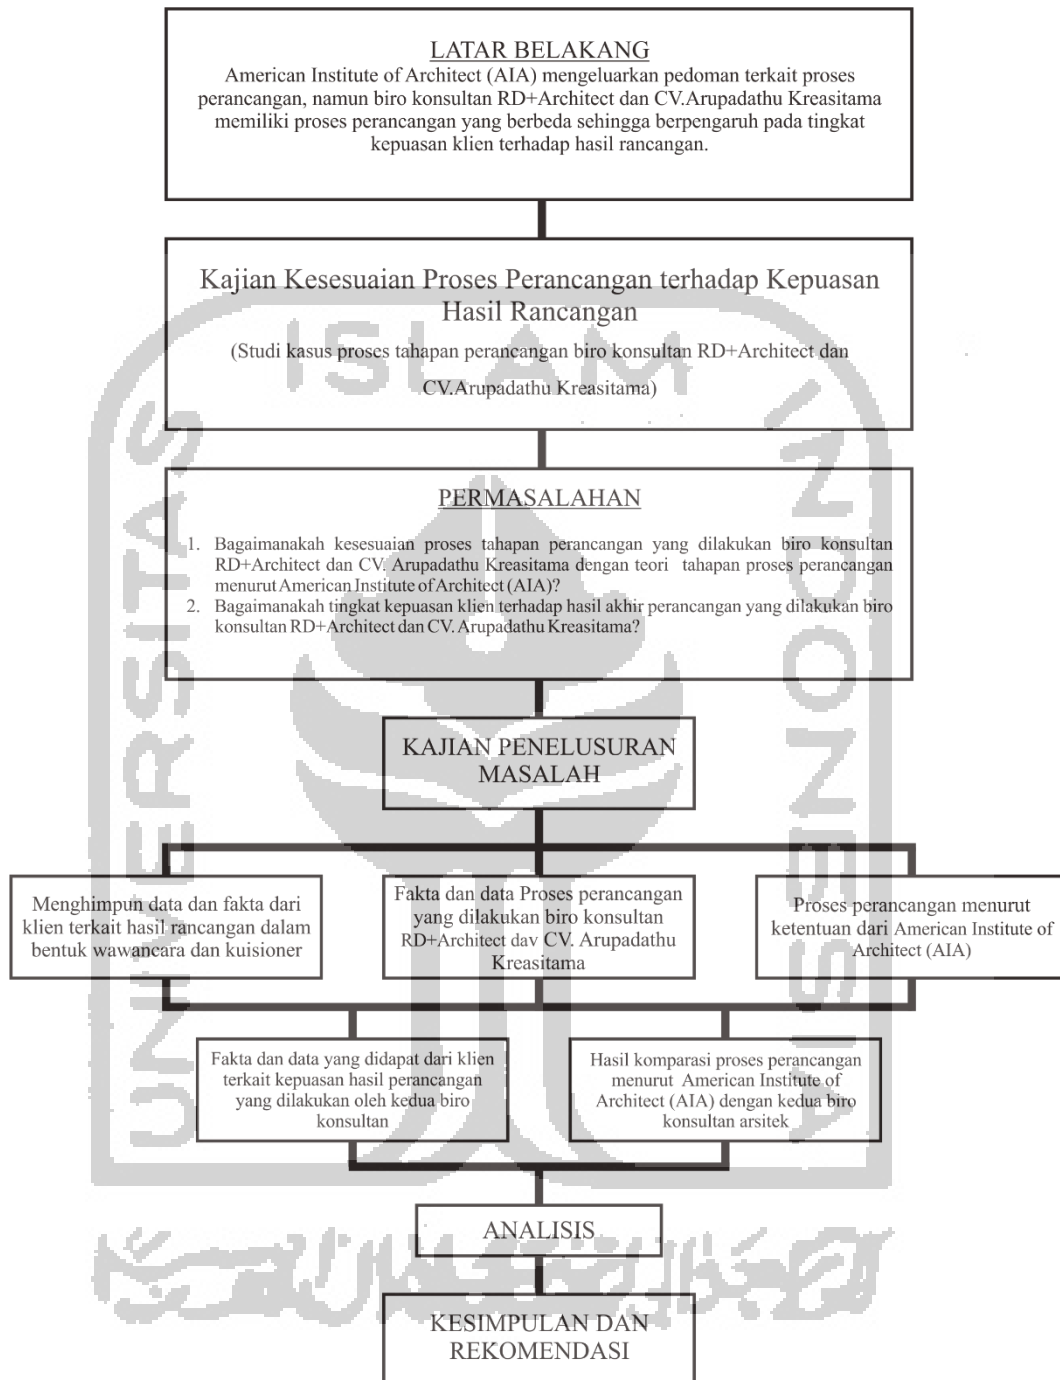 LATAR BELAKANG
American Institute of Architect (AIA) mengeluarkan pedoman terkait proses
perancangan, namun biro konsultan RD+Architect dan CV.Arupadathu Kreasitama
memiliki proses perancangan yang berbeda sehingga berpengaruh pada tingkat
kepuasan klien terhadap hasil rancangan.
Kajian Kesesuaian Proses Perancangan terhadap Kepuasan
Hasil Rancangan
(Studi kasus proses tahapan perancangan biro konsultan RD+Architect dan
CV.Arupadathu Kreasitama)
PERMASALAHAN
1. Bagaimanakah kesesuaian proses tahapan perancangan yang dilakukan biro konsultan
RD+Architect dan CV. Arupadathu Kreasitama dengan teori tahapan proses perancangan
menurut American Institute of Architect (AIA)?
2. Bagaimanakah tingkat kepuasan klien terhadap hasil akhir perancangan yang dilakukan biro
konsultan RD+Architect dan CV. Arupadathu Kreasitama?
KAJIAN PENELUSURAN
MASALAH
Menghimpun data dan fakta dari
klien terkait hasil rancangan dalam
bentuk wawancara dan kuisioner
Fakta dan data Proses perancangan
yang dilakukan biro konsultan
RD+Architect dav CV. Arupadathu
Kreasitama
Proses perancangan menurut
ketentuan dari American Institute of
Architect (AIA)
Fakta dan data yang didapat dari klien
terkait kepuasan hasil perancangan
yang dilakukan oleh kedua biro
konsultan
Hasil komparasi proses perancangan
menurut American Institute of
Architect (AIA) dengan kedua biro
konsultan arsitek
ANALISIS
KESIMPULAN DAN
REKOMENDASI
UNIVERSITAS
ISLAM
INDONESIA